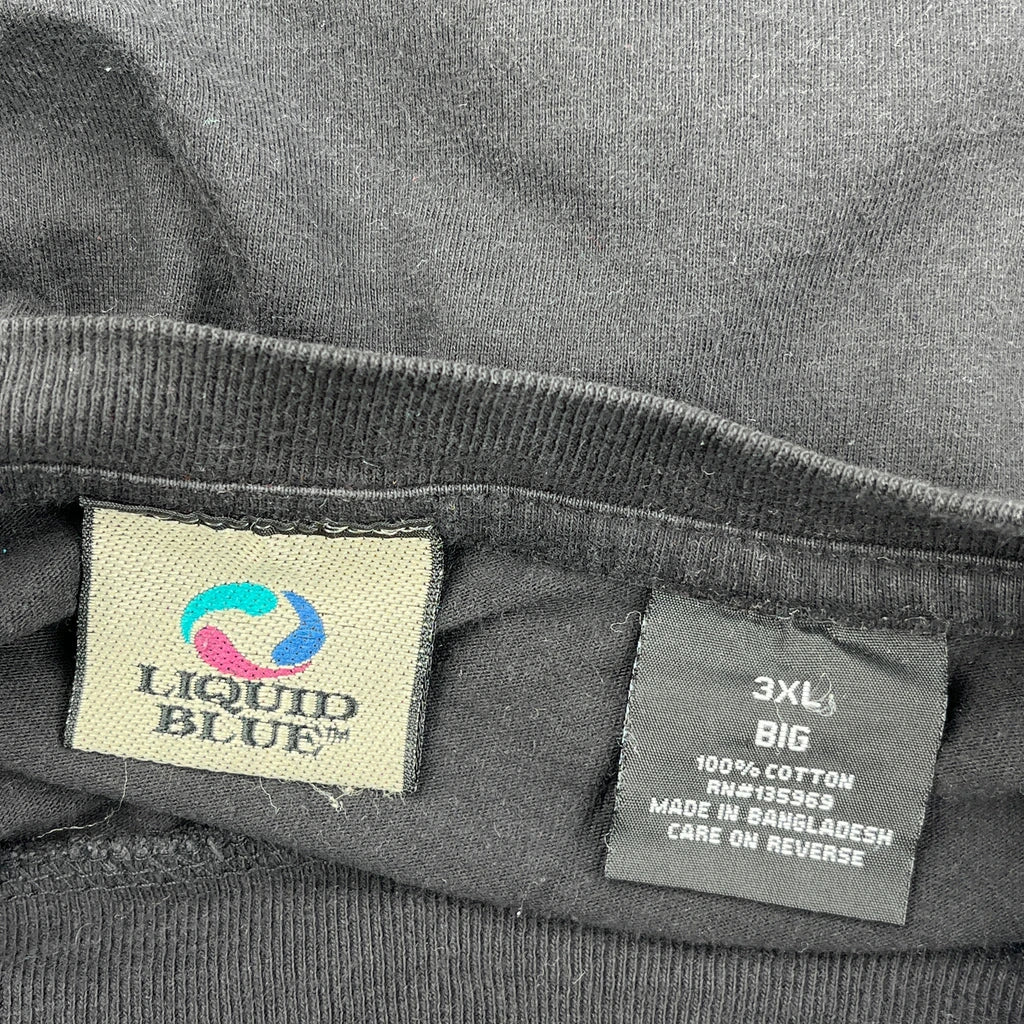 LIQUID
BLUE™
3XL
BIG
100% COTTON
RN#135969
MADE IN BANGLADESH
CARE ON REVERSE